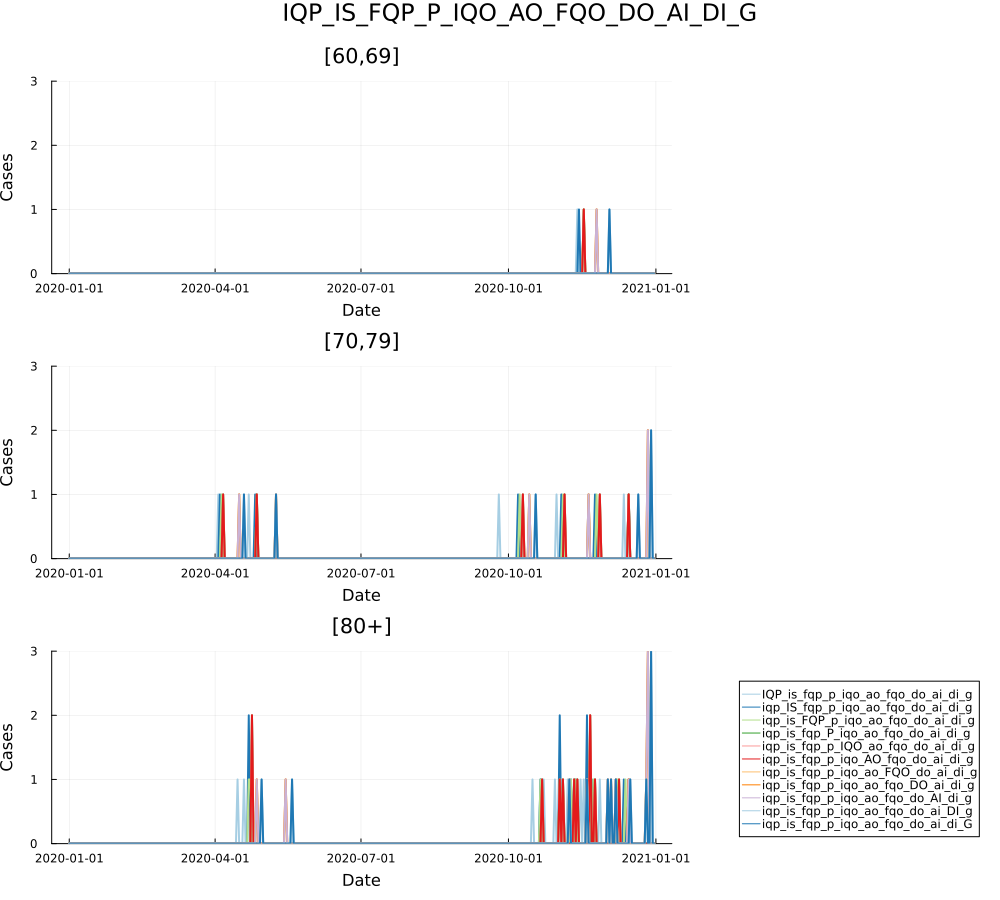 IQP_IS_FQP_P_IQO_AO_FQO_DO_AI_DI_G
[60,69]
3
2
1
0
Cases
2020-01-01 2020-04-01 2020-07-01 2020-10-01 2021-01-01
Date
[70,79]
3
2
1
0
Cases
2020-01-01 2020-04-01 2020-07-01 2020-10-01 2021-01-01
Date
[80+]
3
2
1
0
Cases
2020-01-01 2020-04-01 2020-07-01 2020-10-01 2021-01-01
Date
IQP_is_fqp_p_iqo_ao_fqo_do_ai_di_g
iqp_IS_fqp_p_iqo_ao_fqo_do_ai_di_g
iqp_is_FQP_p_iqo_ao_fqo_do_ai_di_g
iqp_is_fqp_P_iqo_ao_fqo_do_ai_di_g
iqp_is_fqp_p_IQO_ao_fqo_do_ai_di_g
iqp_is_fqp_p_iqo_AO_fqo_do_ai_di_g
iqp_is_fqp_p_iqo_ao_FQO_do_ai_di_g
iqp_is_fqp_p_iqo_ao_fqo_DO_ai_di_g
iqp_is_fqp_p_iqo_ao_fqo_do_AI_di_g
iqp_is_fqp_p_iqo_ao_fqo_do_ai_DI_g
iqp_is_fqp_p_iqo_ao_fqo_do_ai_di_G